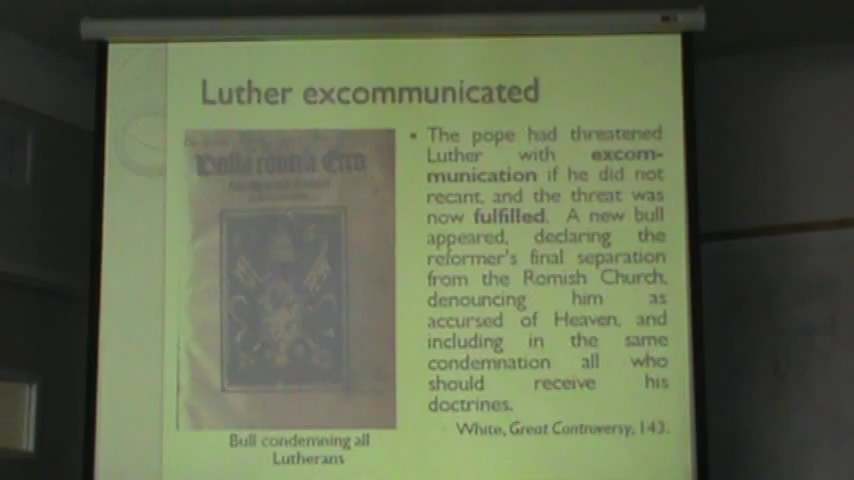 Luther excommunicated
Bulla contra Erro
• The pope had threatened
Luther with excom-
munication if he did not
recant, and the threat was
now fulfilled. A new bull
appeared, declaring the
reformer's final separation
from the Romish Church,
denouncing him as
accursed of Heaven, and
including in the same
condemnation all who
should receive his
doctrines.
White, Great Controversy, 143.
Bull condemning all
Lutherans